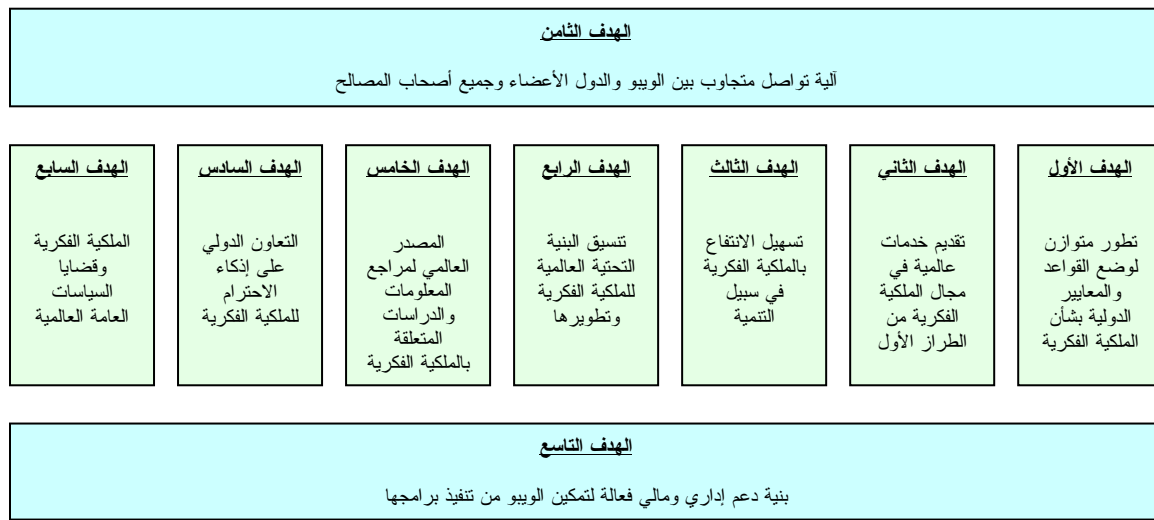 الهدف الثامن
آلية تواصل متجاوب بين الويبو والدول الأعضاء وجميع أصحاب المصالح
الهدف الأول
تطور متوازن
لوضع القواعد
والمعايير
الدولية بشأن
الملكية الفكرية
الهدف الثاني
تقديم خدمات
عالمية في
مجال الملكية
الفكرية من
الطراز الأول
الهدف الثالث
تسهيل الانتفاع
بالملكية الفكرية
في سبيل
التنمية
الهدف الرابع
تنسيق البنية
التحتية العالمية
للملكية الفكرية
وتطويرها
الهدف الخامس
المصدر
العالمي لمراجع
المعلومات
والدراسات
المتعلقة
بالملكية الفكرية
الهدف السادس
التعاون الدولي
على إذكاء
الاحترام
للملكية الفكرية
الهدف السابع
الملكية الفكرية
وقضايا
السياسات
العامة العالمية
الهدف التاسع
بنية دعم إداري ومالي فعالة لتمكين الويبو من تنفيذ برامجها